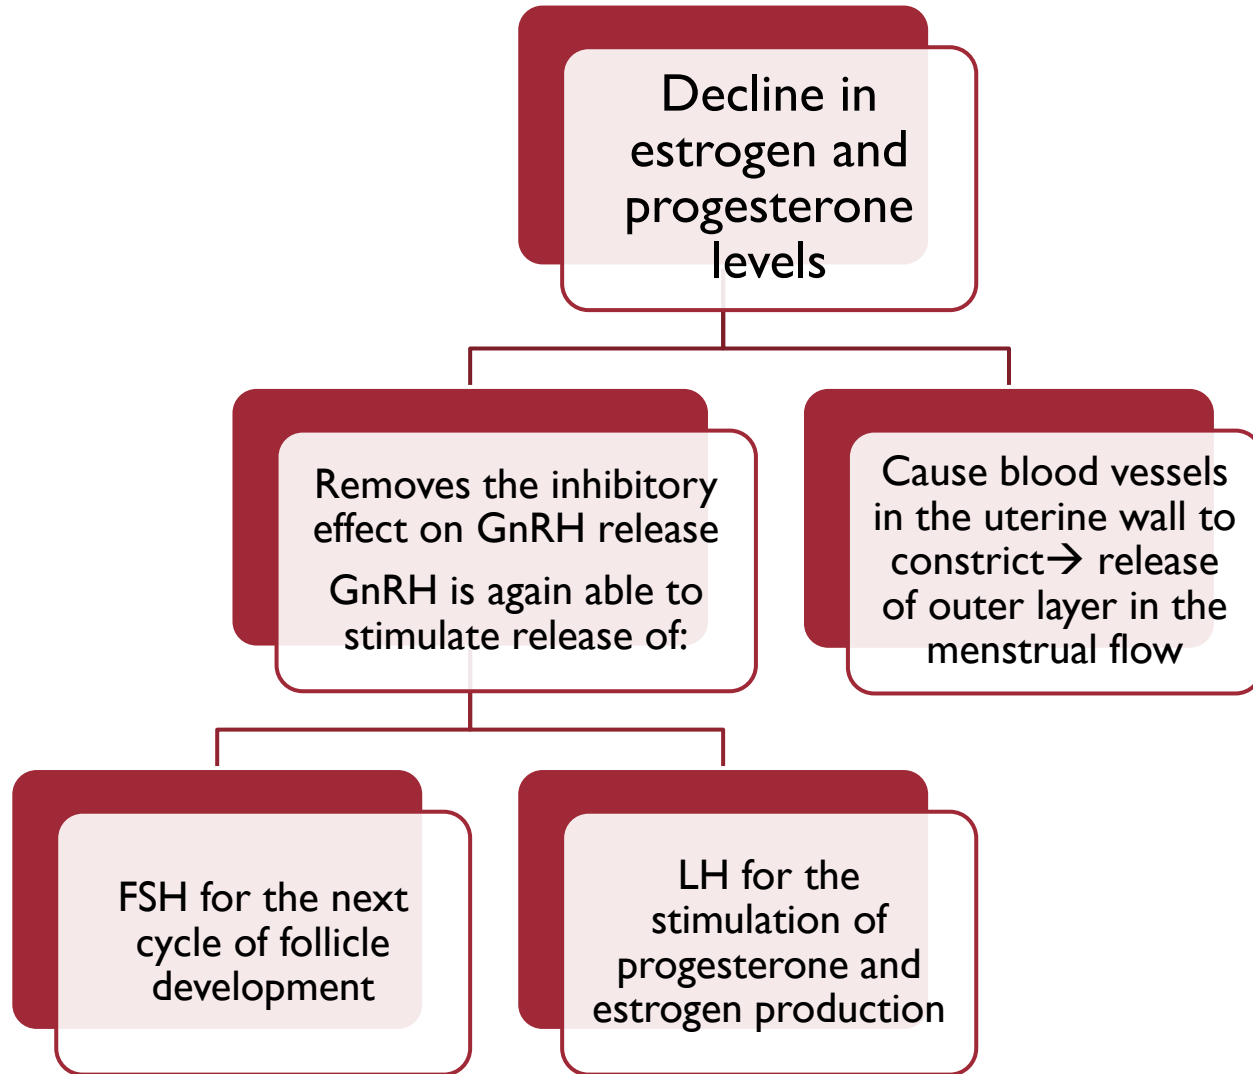 Decline in
estrogen and
progesterone
levels
Removes the inhibitory
effect on GnRH release
GnRH is again able to
stimulate release of:
Cause blood vessels
in the uterine wall to
constrict→ release
of outer layer in the
menstrual flow
FSH for the next
cycle of follicle
development
LH for the
stimulation of
progesterone and
estrogen production